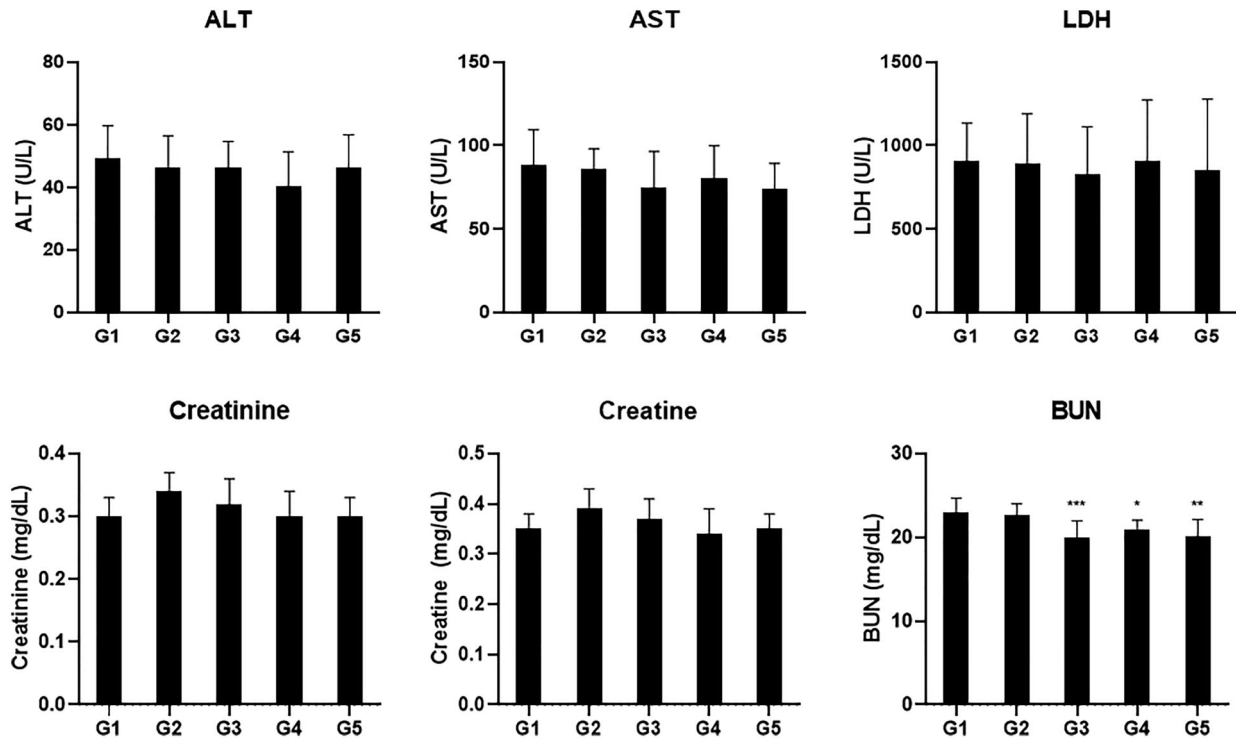 ALT
ALT (U/L)
80
60
40
20
0
G1 G2 G3 G4 G5
AST
AST (U/L)
150
100
50
0
G1 G2 G3 G4 G5
LDH
LDH (U/L)
1500
1000
500
0
G1 G2 G3 G4 G5
Creatinine
Creatinine (mg/dL)
0.4
0.3
0.2
0.1
0.0
G1 G2 G3 G4 G5
Creatine
Creatine (mg/dL)
0.5
0.4
0.3
0.2
0.1
0.0
G1 G2 G3 G4 G5
BUN
BUN (mg/dL)
30
20
10
0
*** * **
G1 G2 G3 G4 G5